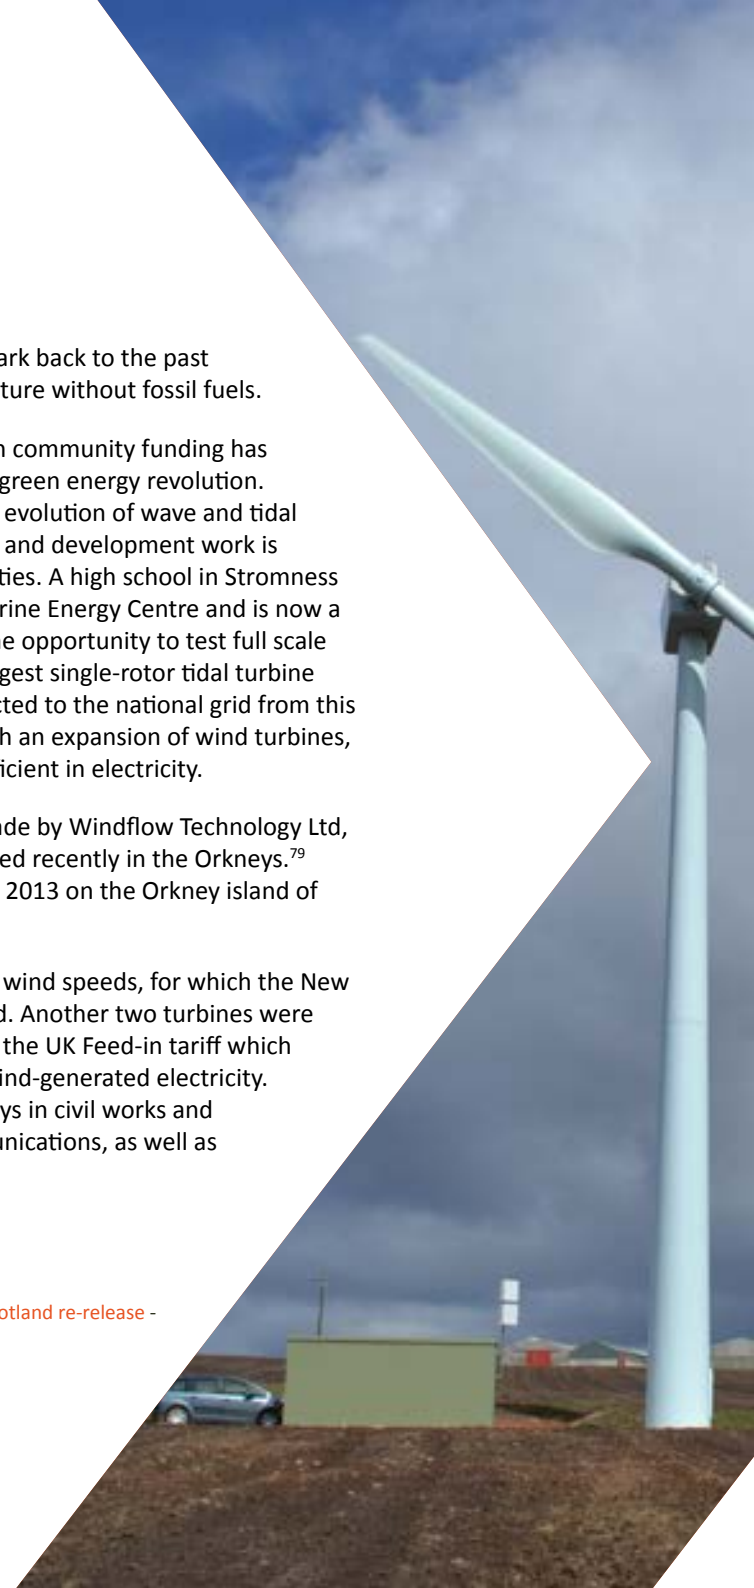 ark back to the past
ture without fossil fuels.
n community funding has
green energy revolution.
evolution of wave and tidal
and development work is
ties. A high school in Stromness
rine Energy Centre and is now a
ne opportunity to test full scale
gest single-rotor tidal turbine
cted to the national grid from this
h an expansion of wind turbines,
ficient in electricity.
ade by Windflow Technology Ltd,
ed recently in the Orkneys.79
2013 on the Orkney island of
wind speeds, for which the New
d. Another two turbines were
the UK Feed-in tariff which
ind-generated electricity.
ys in civil works and
unications, as well as
otland re-release -